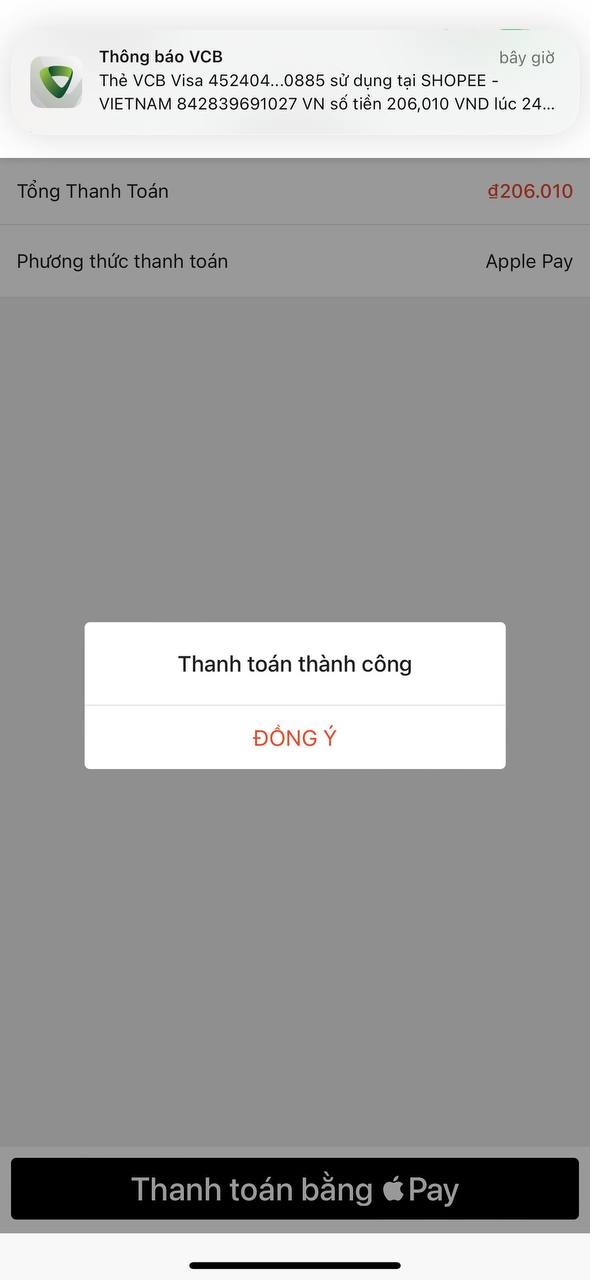 Thông báo VCB
bây giờ
Thẻ VCB Visa 452404...0885 sử dụng tại SHOPEE -
VIETNAM 842839691027 VN số tiền 206,010 VND lúc 24...
Tổng Thanh Toán
₫206.010
Phương thức thanh toán
Apple Pay
Thanh toán thành công
ĐỒNG Ý
Thanh toán bằng Pay